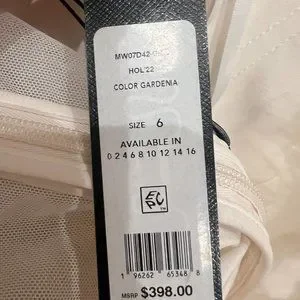 HOL'22
COLOR GARDENIA
SIZE 6
AVAILABLE IN
0 2 4 6 8 10 12 14 16
1 96262 65348 8
MSRP $398.00